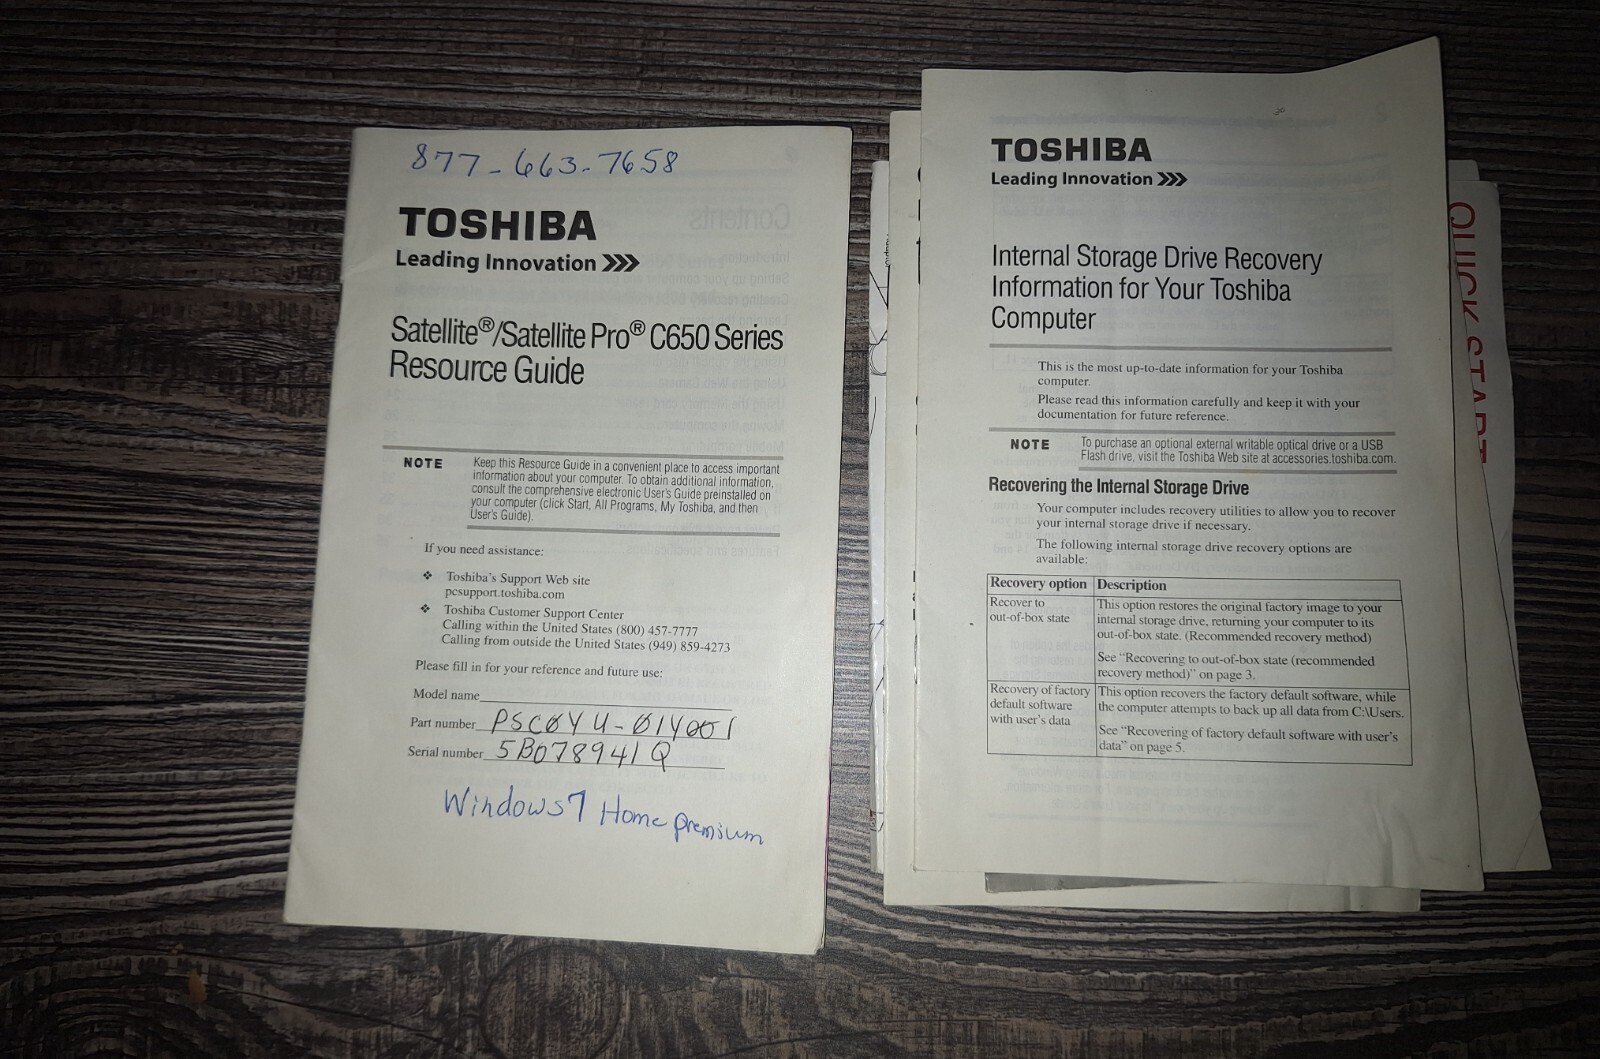 877-663-7658
TOSHIBA
Leading Innovation >>>
Satellite®/Satellite Pro® C650 Series
Resource Guide
NOTE
Keep this Resource Guide in a convenient place to access important
information about your computer. To obtain additional information,
consult the comprehensive electronic User's Guide preinstalled on
your computer (click Start, All Programs, My Toshiba, and then
User's Guide).
If you need assistance:
❖ Toshiba's Support Web site
pcsupport.toshiba.com
❖ Toshiba Customer Support Center
Calling within the United States (800) 457-7777
Calling from outside the United States (949) 859-4273
Please fill in for your reference and future use:
Model name
Part number PSC0YU-014001
Serial number 5B078941Q
Windows 7 Home premium
TOSHIBA
Leading Innovation >>>
Internal Storage Drive Recovery
Information for Your Toshiba
Computer
This is the most up-to-date information for your Toshiba
computer.
Please read this information carefully and keep it with your
documentation for future reference.
NOTE
To purchase an optional external writable optical drive or a USB
Flash drive, visit the Toshiba Web site at accessories.toshiba.com.
Recovering the Internal Storage Drive
Your computer includes recovery utilities to allow you to recover
your internal storage drive if necessary.
The following internal storage drive recovery options are
available:
Recovery option Description
Recover to
out-of-box state
This option restores the original factory image to your
internal storage drive, returning your computer to its
out-of-box state. (Recommended recovery method)
See “Recovering to out-of-box state (recommended
recovery method)” on page 3.
Recovery of factory
default software
with user's data
This option recovers the factory default software, while
the computer attempts to back up all data from C:\Users.
See “Recovering of factory default software with user's
data” on page 5.
QUICK START